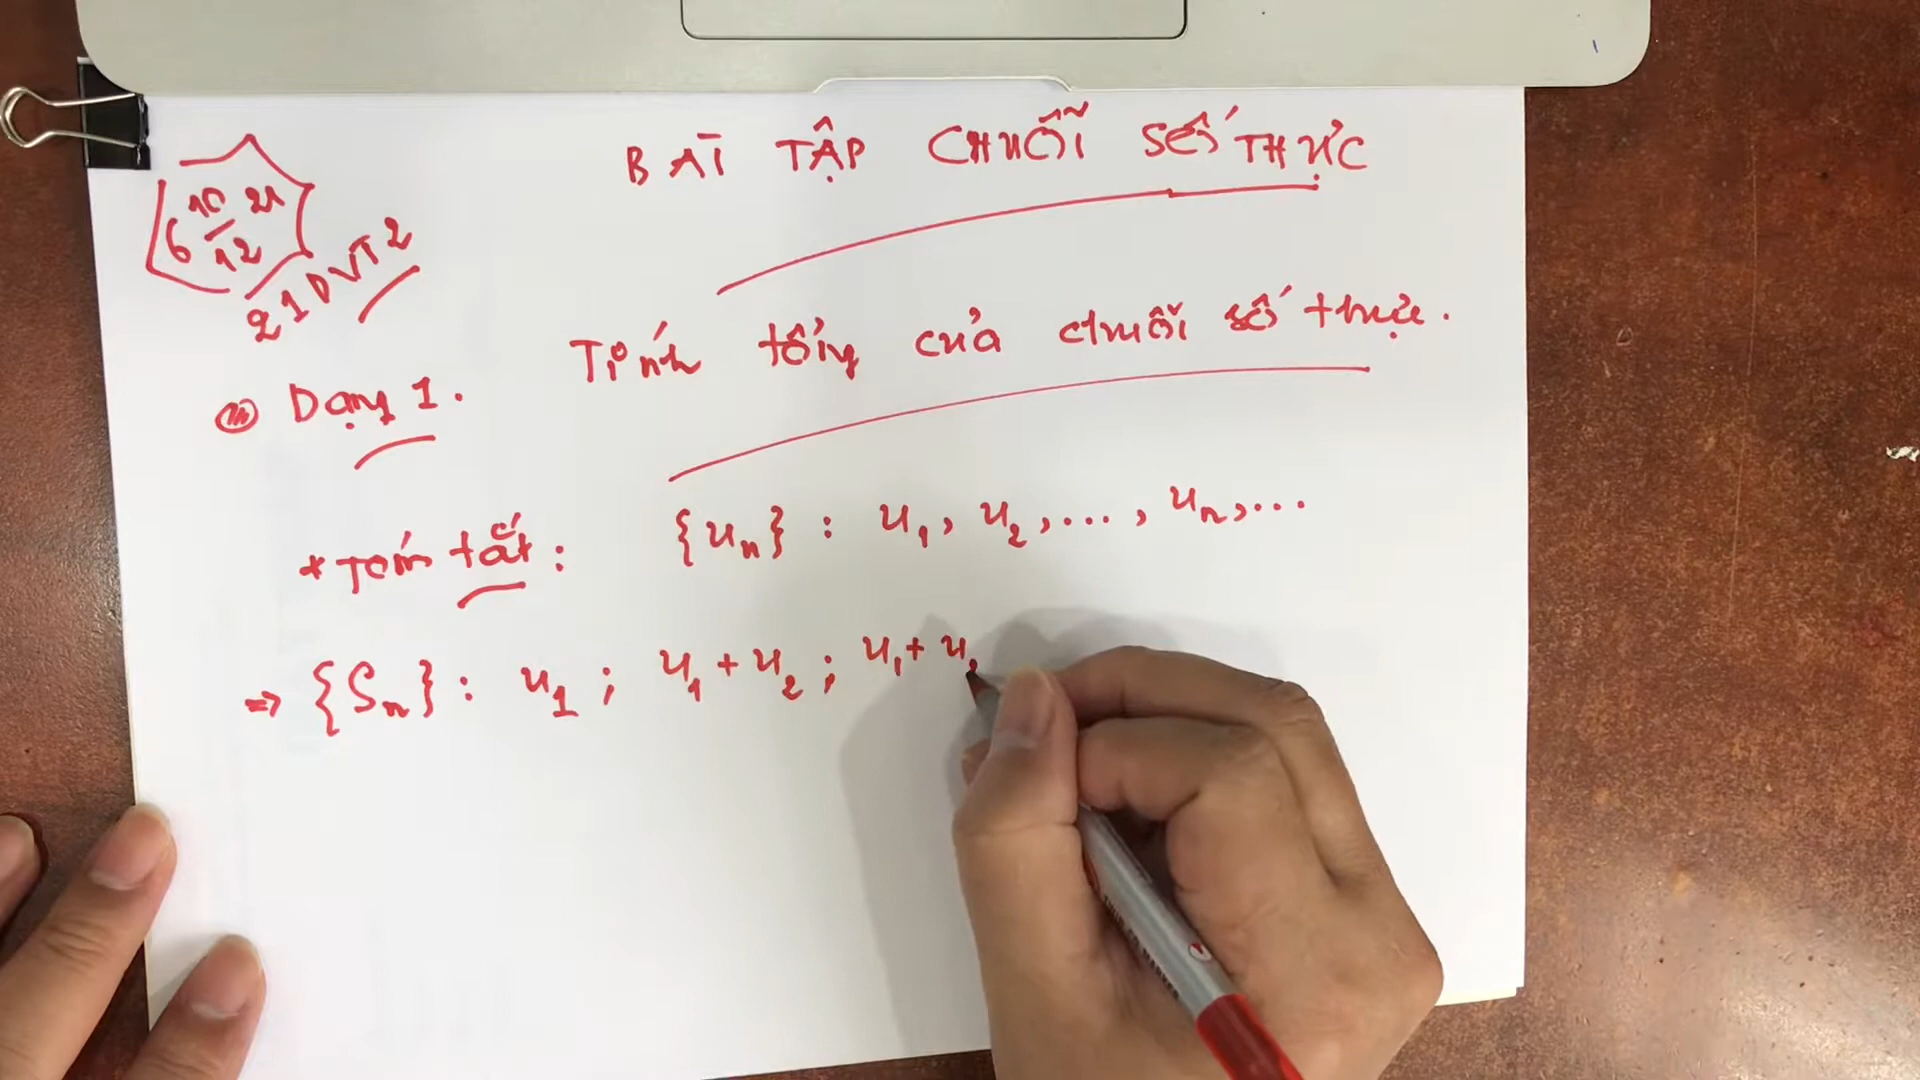 BÀI TẬP CHUỖI SỐ THỰC
6 10/12 21
21DVT2
Dạng 1. Tính tổng của chuỗi số thực.
* Tóm tắt: {uₙ} : u₁, u₂, ..., uₙ, ...
⇒ {Sₙ} : u₁ ; u₁ + u₂ ; u₁ + u